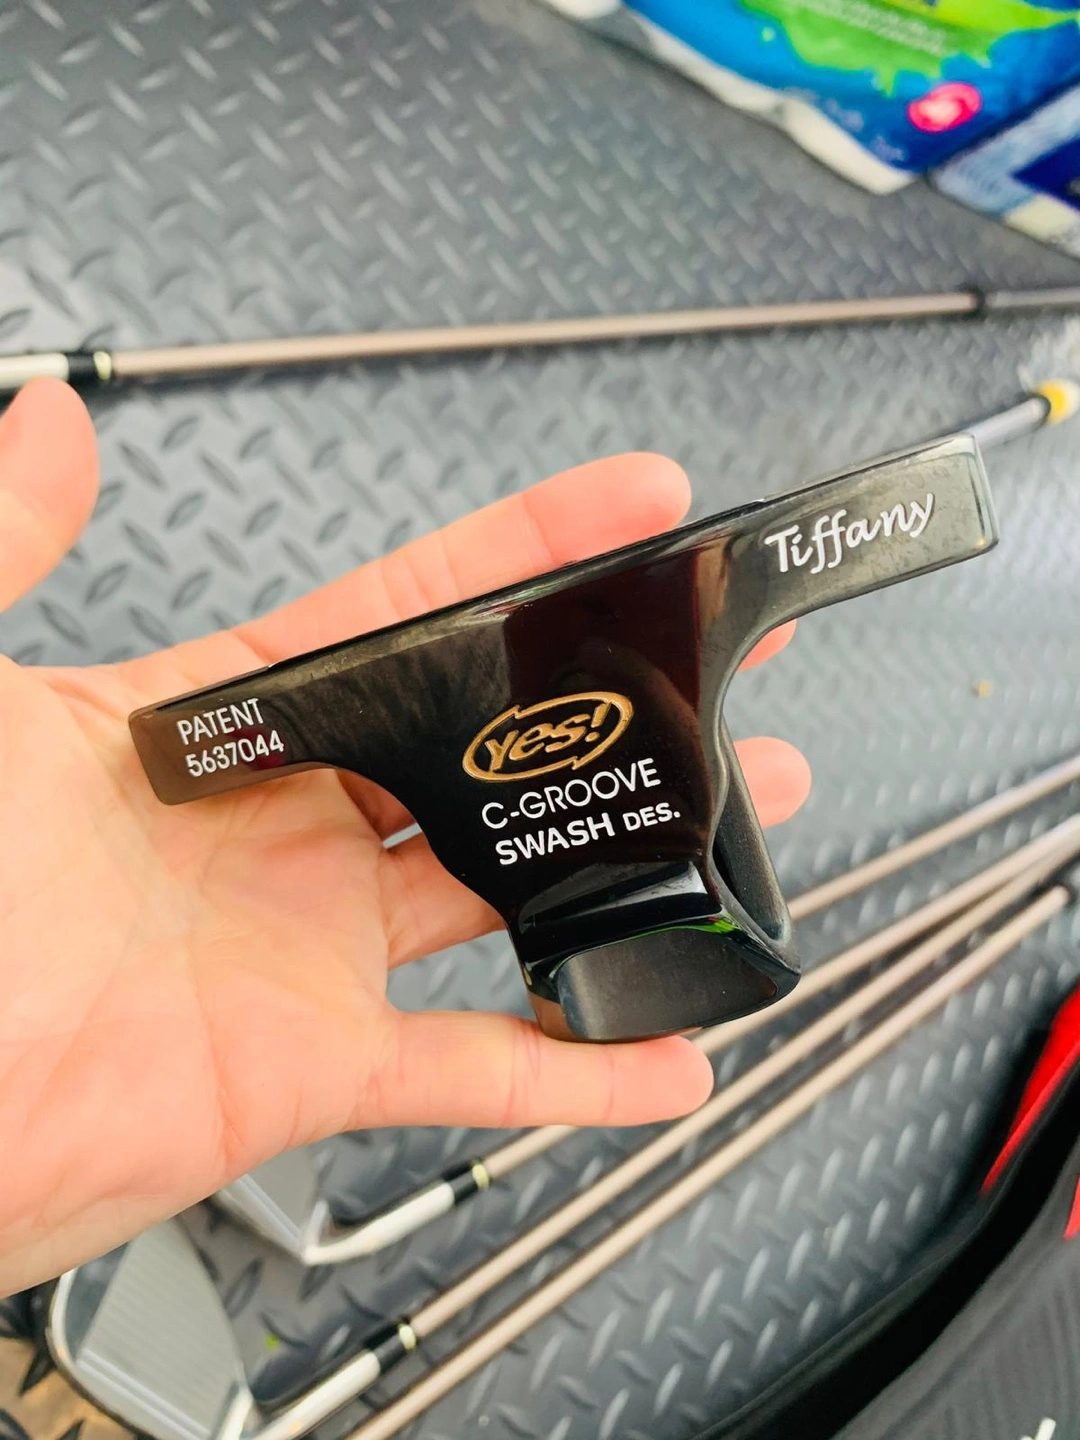 Tiffany
PATENT
5637044
yes!
C-GROOVE
SWASH DES.